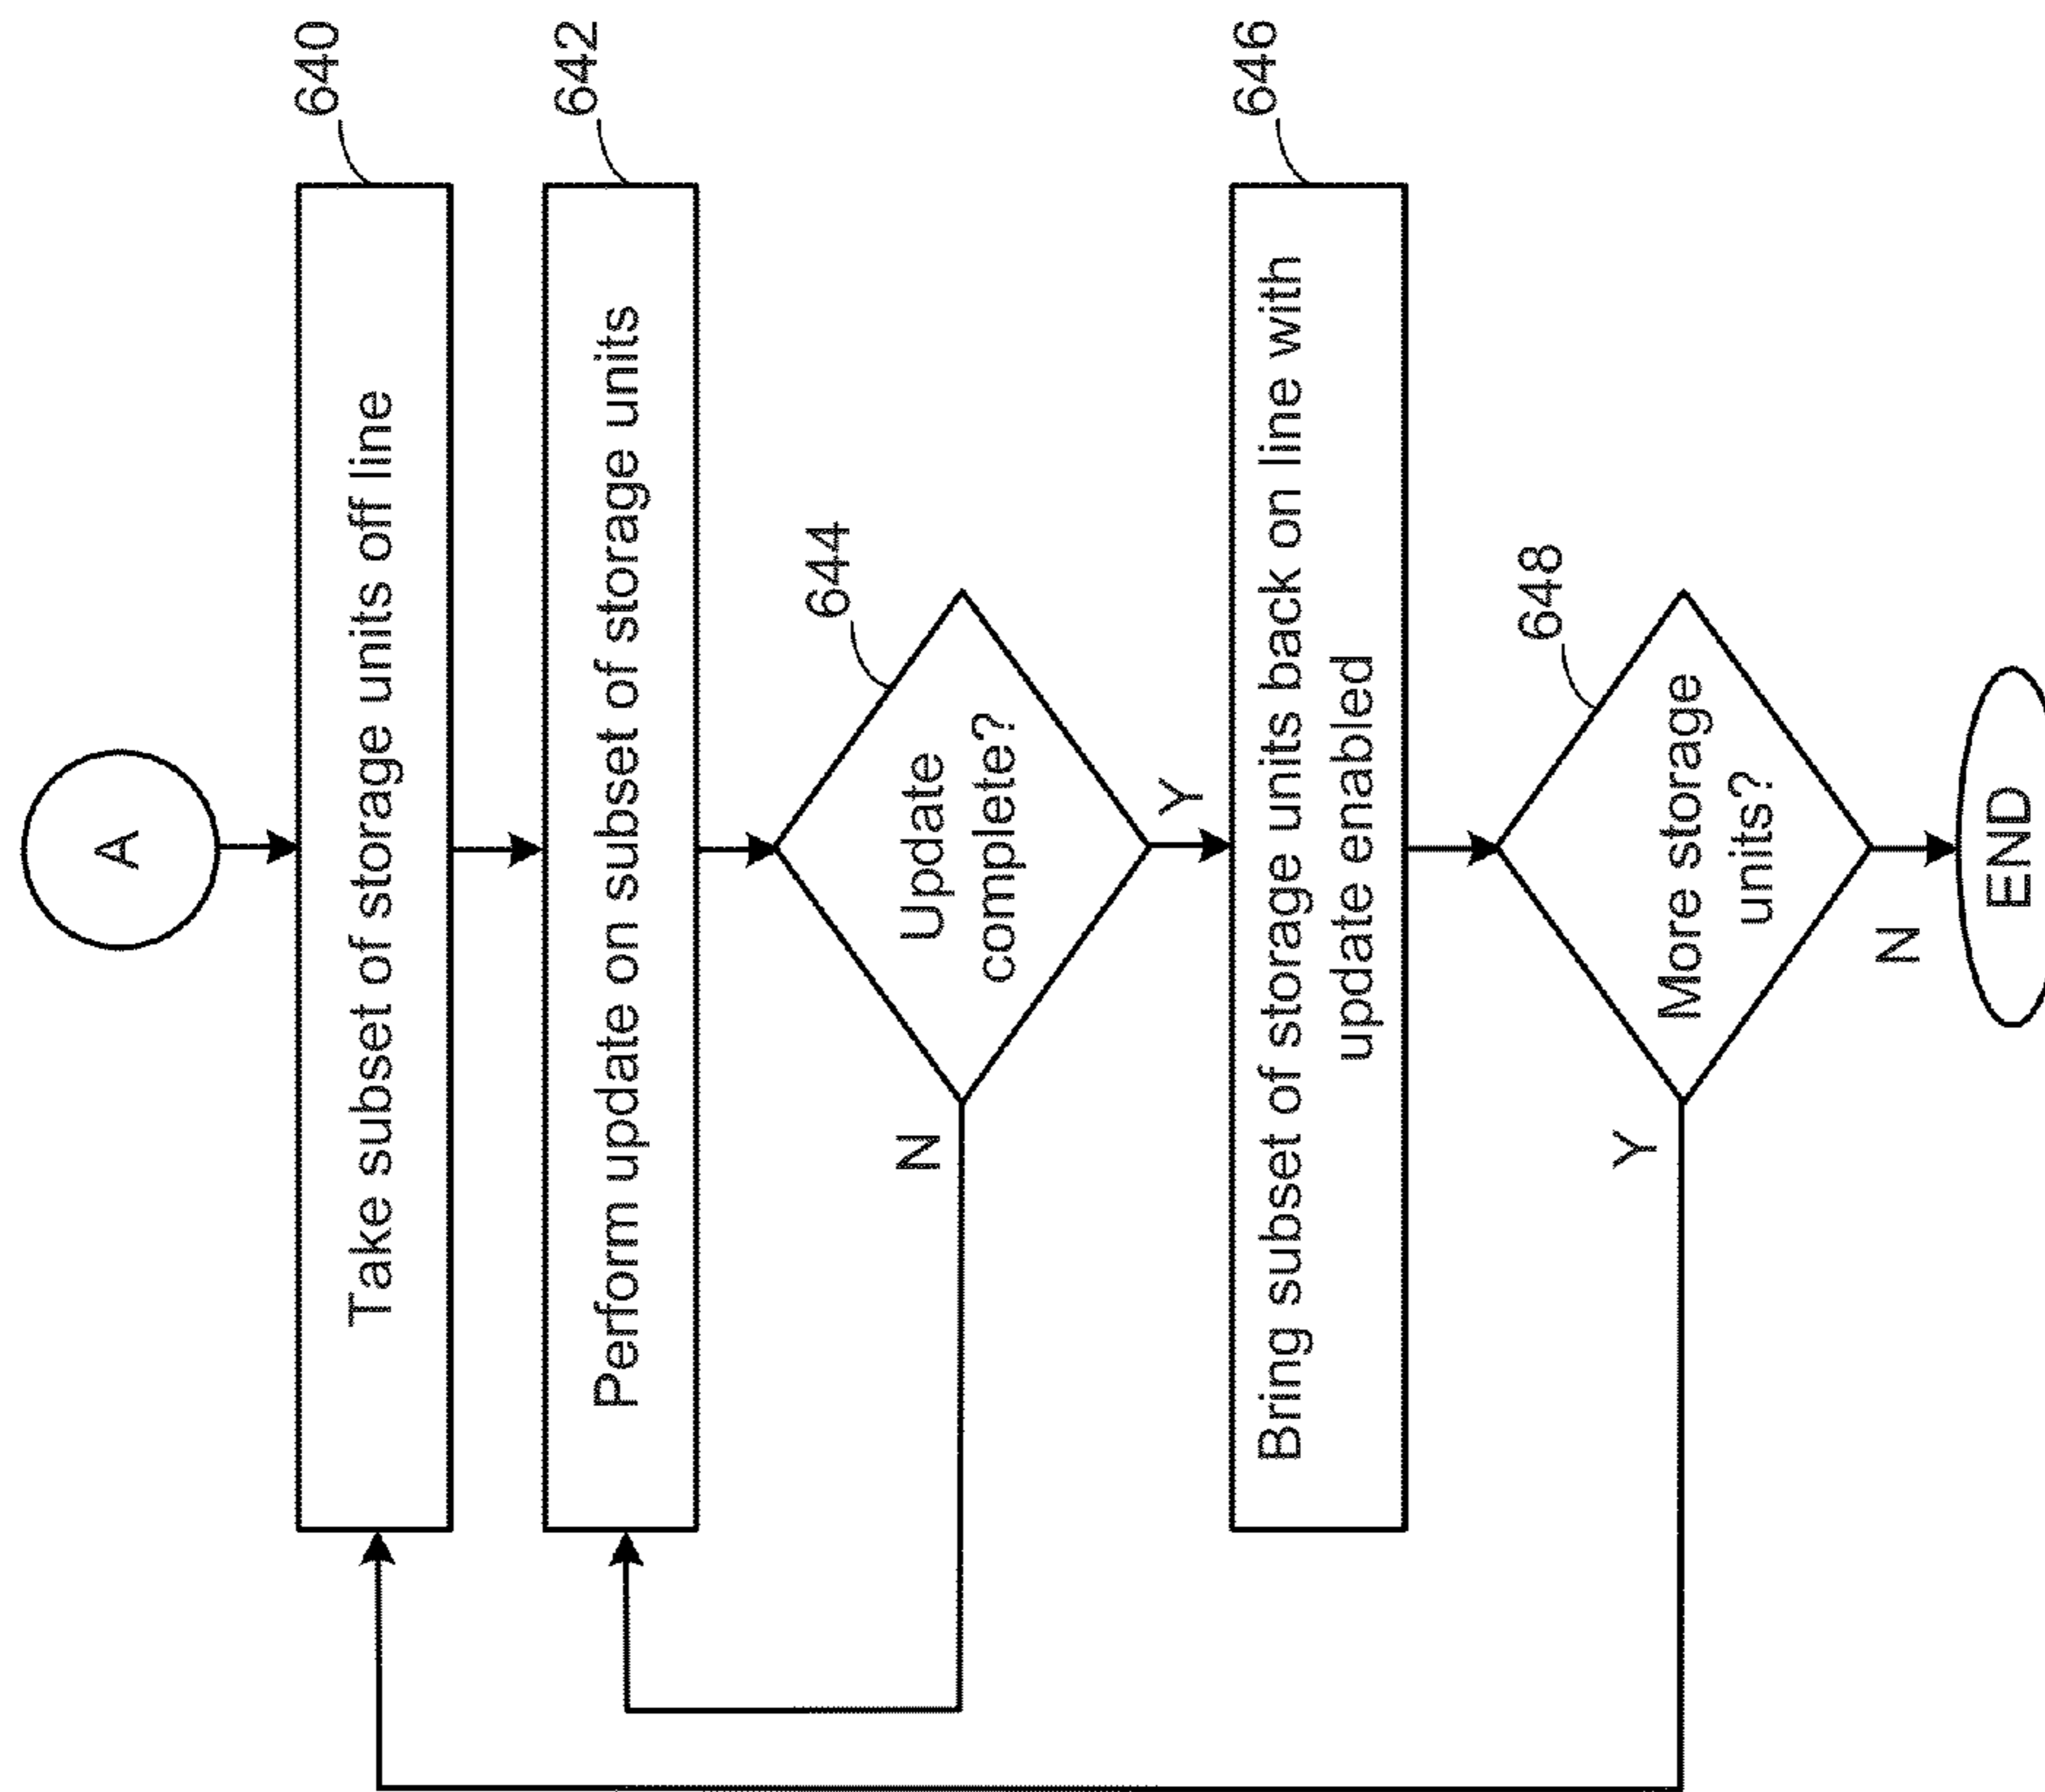 A
640
Take subset of storage units off line
642
Perform update on subset of storage units
644
Update
complete?
N
Y
646
Bring subset of storage units back on line with
update enabled
648
More storage
units?
Y
N
END